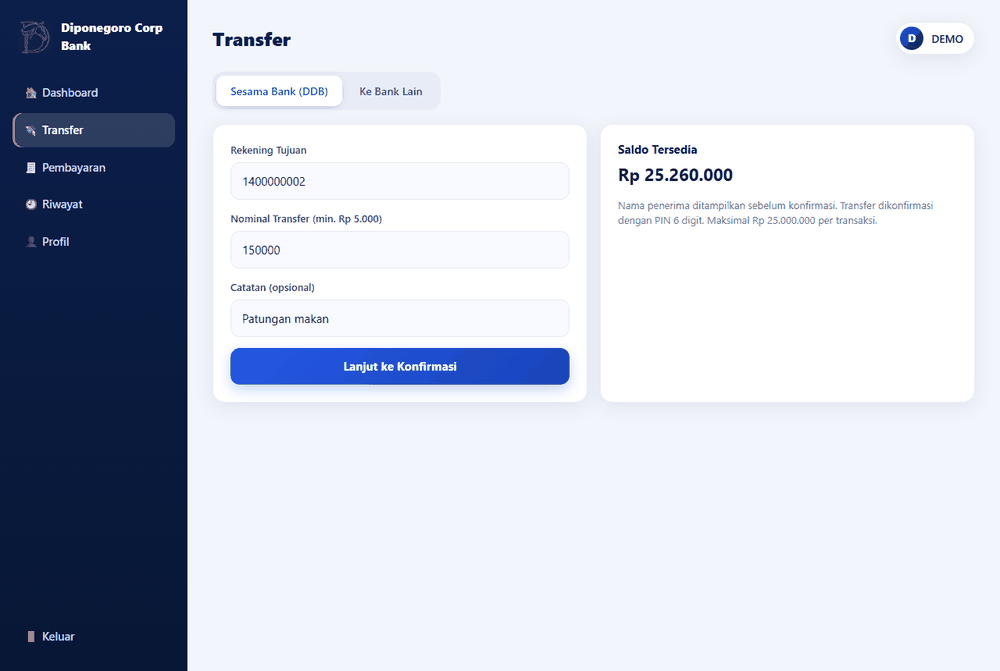 Diponegoro Corp
Bank
Dashboard
Transfer
Pembayaran
Riwayat
Profil
Keluar
Transfer
D
DEMO
Sesama Bank (DDB)
Ke Bank Lain
Rekening Tujuan
1400000002
Nominal Transfer (min. Rp 5.000)
150000
Catatan (opsional)
Patungan makan
Lanjut ke Konfirmasi
Saldo Tersedia
Rp 25.260.000
Nama penerima ditampilkan sebelum konfirmasi. Transfer dikonfirmasi
dengan PIN 6 digit. Maksimal Rp 25.000.000 per transaksi.